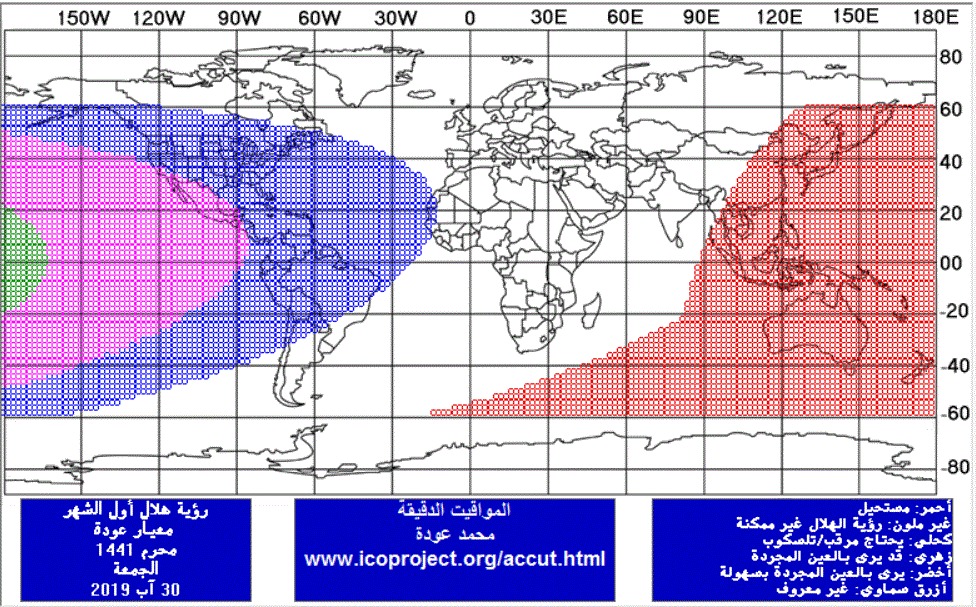 150W 120W 90W 60W 30W 0 30E 60E 90E 120E 150E 180E
80
60
40
20
00
-20
-40
-60
-80
أحمر: مستحيل
غير ملون: رؤية الهلال غير ممكنة
كحلي: يحتاج مرقب/تلصكوب
زهري: قد يرى بالعين المجردة
أخضر: يرى بالعين المجردة بصهولة
أزرق صماوي: غير معروف
المواقيت الدقيقة
محمد عودة
www.icoproject.org/accut.html
رؤية هلال أول الشهر
معيار عودة
محرم 1441
الجمعة
30 آب 2019